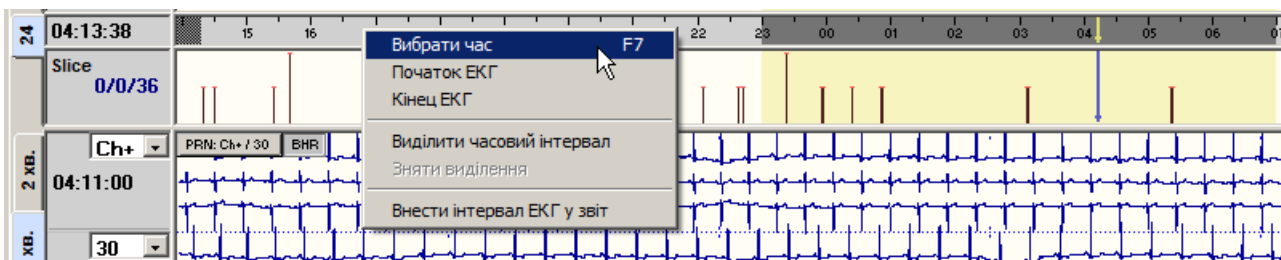 24
04:13:38
15 16 22 23 00 01 02 03 04 05 06
Slice
0/0/36
Вибрати час F7
Початок ЕКГ
Кінец ЕКГ
Виділити часовий інтервал
Зняти виділення
Внести інтервал ЕКГ у звіт
2 хв.
Ch+
PRN: Ch+ / 30 BHR
04:11:00
хв.
30